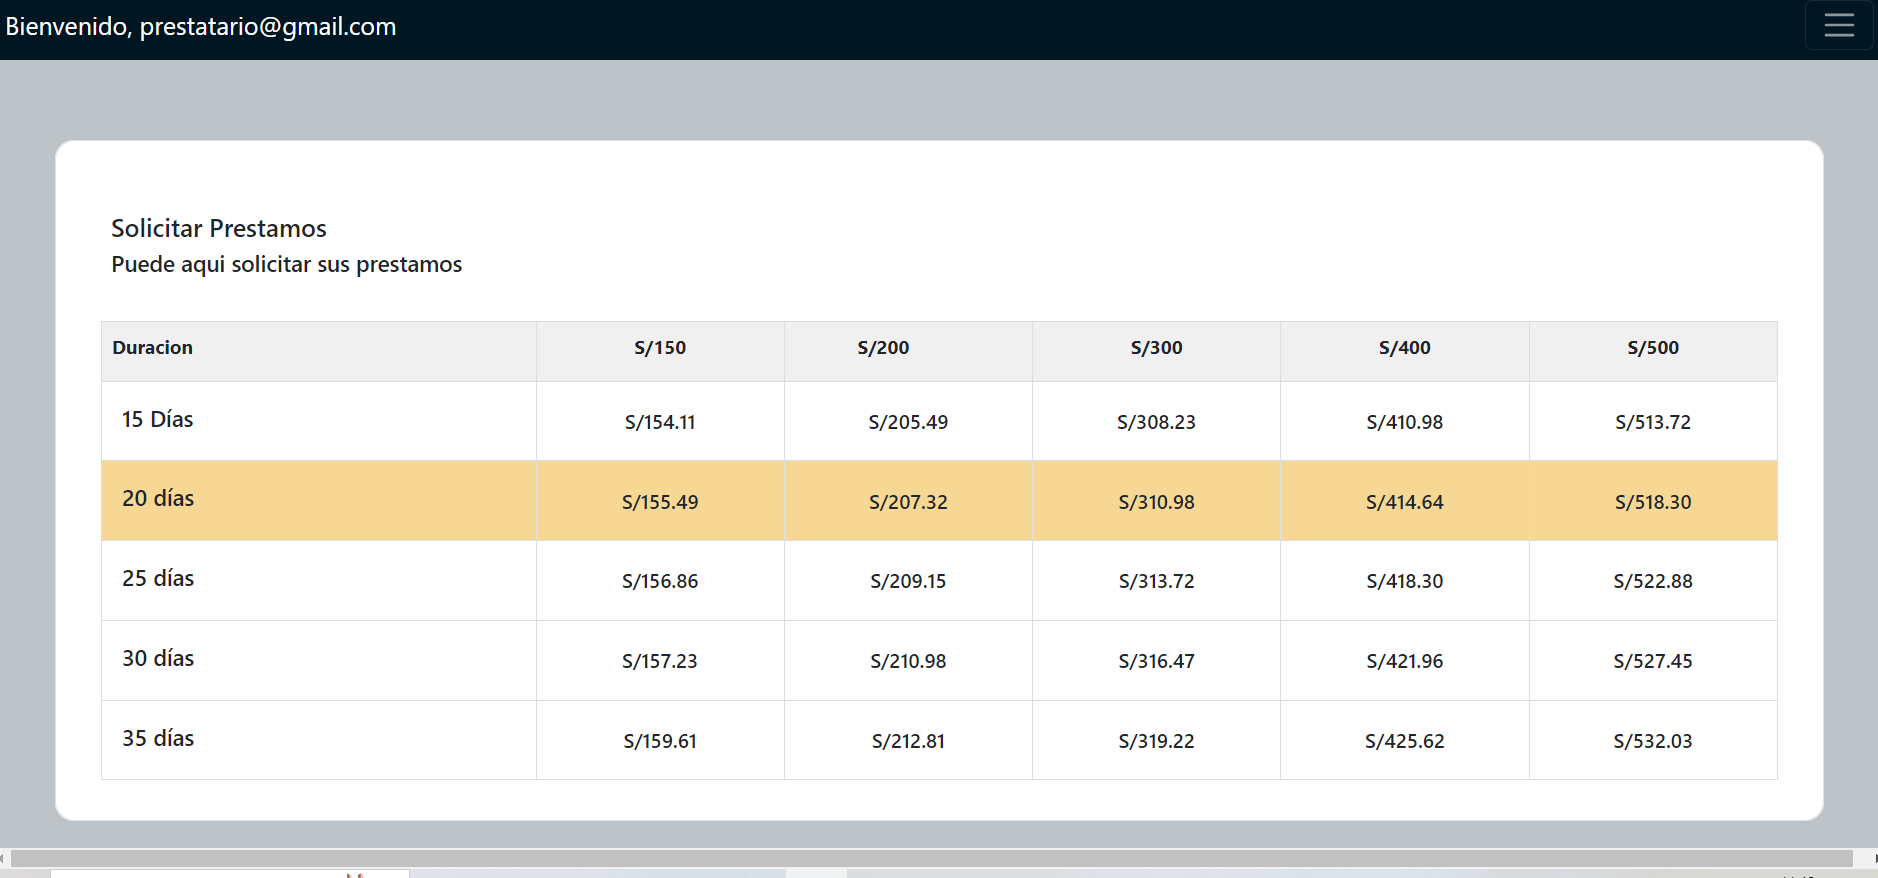 Bienvenido, prestatario@gmail.com
Solicitar Prestamos
Puede aqui solicitar sus prestamos
Duracion S/150 S/200 S/300 S/400 S/500
15 Días S/154.11 S/205.49 S/308.23 S/410.98 S/513.72
20 días S/155.49 S/207.32 S/310.98 S/414.64 S/518.30
25 días S/156.86 S/209.15 S/313.72 S/418.30 S/522.88
30 días S/157.23 S/210.98 S/316.47 S/421.96 S/527.45
35 días S/159.61 S/212.81 S/319.22 S/425.62 S/532.03